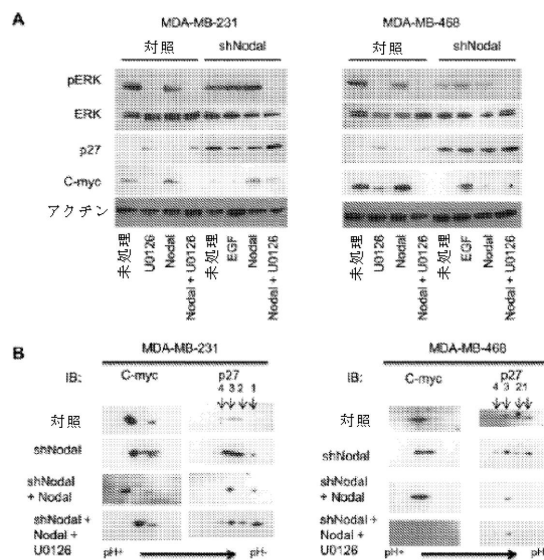 A
MDA-MB-231
MDA-MB-468
対照
shNodal
対照
shNodal
pERK
ERK
p27
C-myc
アクチン
未処理
U0126
Nodal
Nodal + U0126
未処理
EGF
Nodal
Nodal + U0126
未処理
U0126
Nodal
Nodal + U0126
未処理
EGF
Nodal
Nodal + U0126
B
MDA-MB-231
MDA-MB-468
IB: C-myc p27
4 3 2 1
IB: C-myc p27
4 3 21
対照
shNodal
shNodal
+ Nodal
shNodal +
Nodal +
U0126
pH+ pH-
対照
shNodal
shNodal
+ Nodal
shNodal +
Nodal +
U0126
pH+ pH-